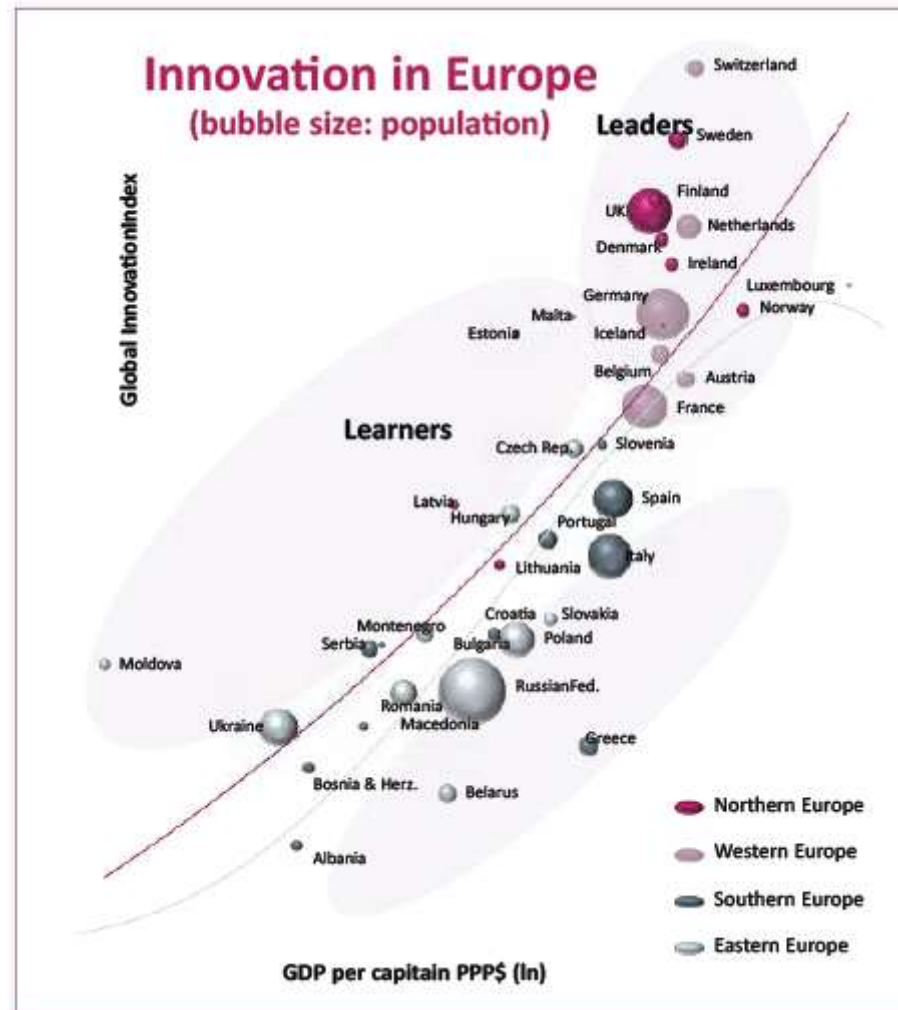 Innovation in Europe
(bubble size: population)
Switzerland
Leaders
Sweden
Global InnovationIndex
Finland
UK
Netherlands
Denmark
Ireland
Luxembourg
Germany
Malta
Norway
Estonia
Iceland
Belgium
Austria
France
Learners
Czech Rep.
Slovenia
Latvia
Spain
Hungary
Portugal
Italy
Lithuania
Croatia
Slovakia
Montenegro
Serbia
Bulgaria
Poland
Moldova
RussianFed.
Romania
Ukraine
Macedonia
Greece
Bosnia & Herz.
Belarus
Albania
Northern Europe
Western Europe
Southern Europe
Eastern Europe
GDP per capitain PPP$ (ln)